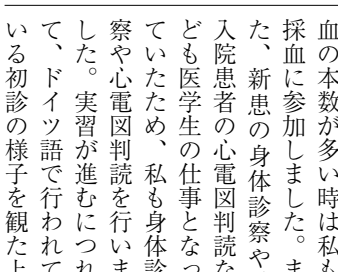 血の本数が多い時は私も
採血に参加しました。ま
た、新患の身体診察や
入院患者の心電図判読な
ども医学生の仕事となっ
ていたため、私も身体診
察や心電図判読を行いま
した。実習が進むにつれ
て、ドイツ語で行われて
いる初診の様子を観た上